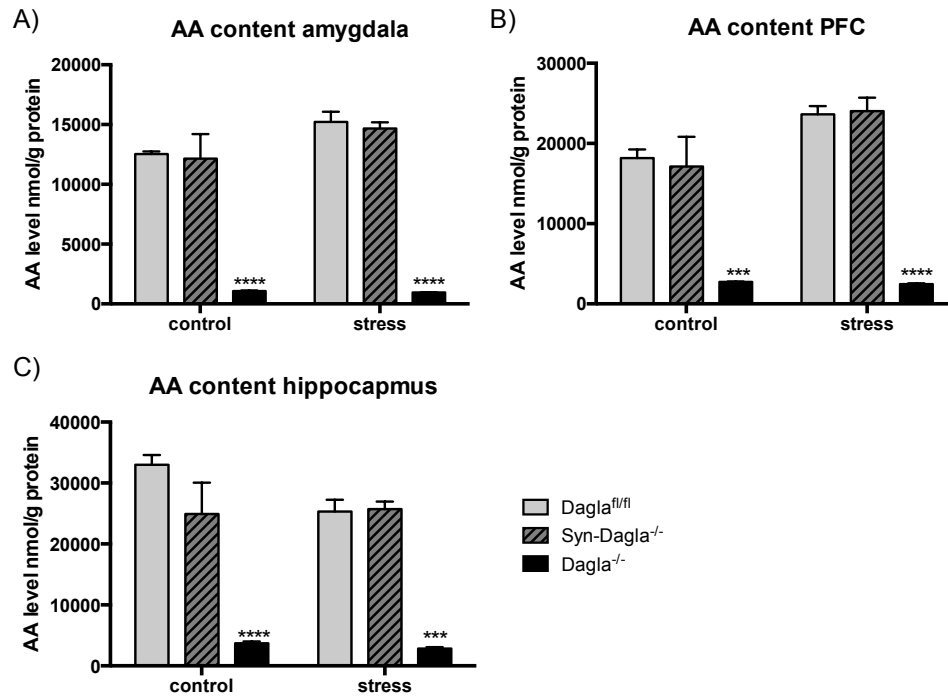 A)
AA content amygdala
AA level nmol/g protein
20000
15000
10000
5000
0
****
****
control
stress
B)
AA content PFC
AA level nmol/g protein
30000
20000
10000
0
***
****
control
stress
C)
AA content hippocapmus
AA level nmol/g protein
40000
30000
20000
10000
0
****
***
control
stress
Dagla^fl/fl
Syn-Dagla^-/-
Dagla^-/-